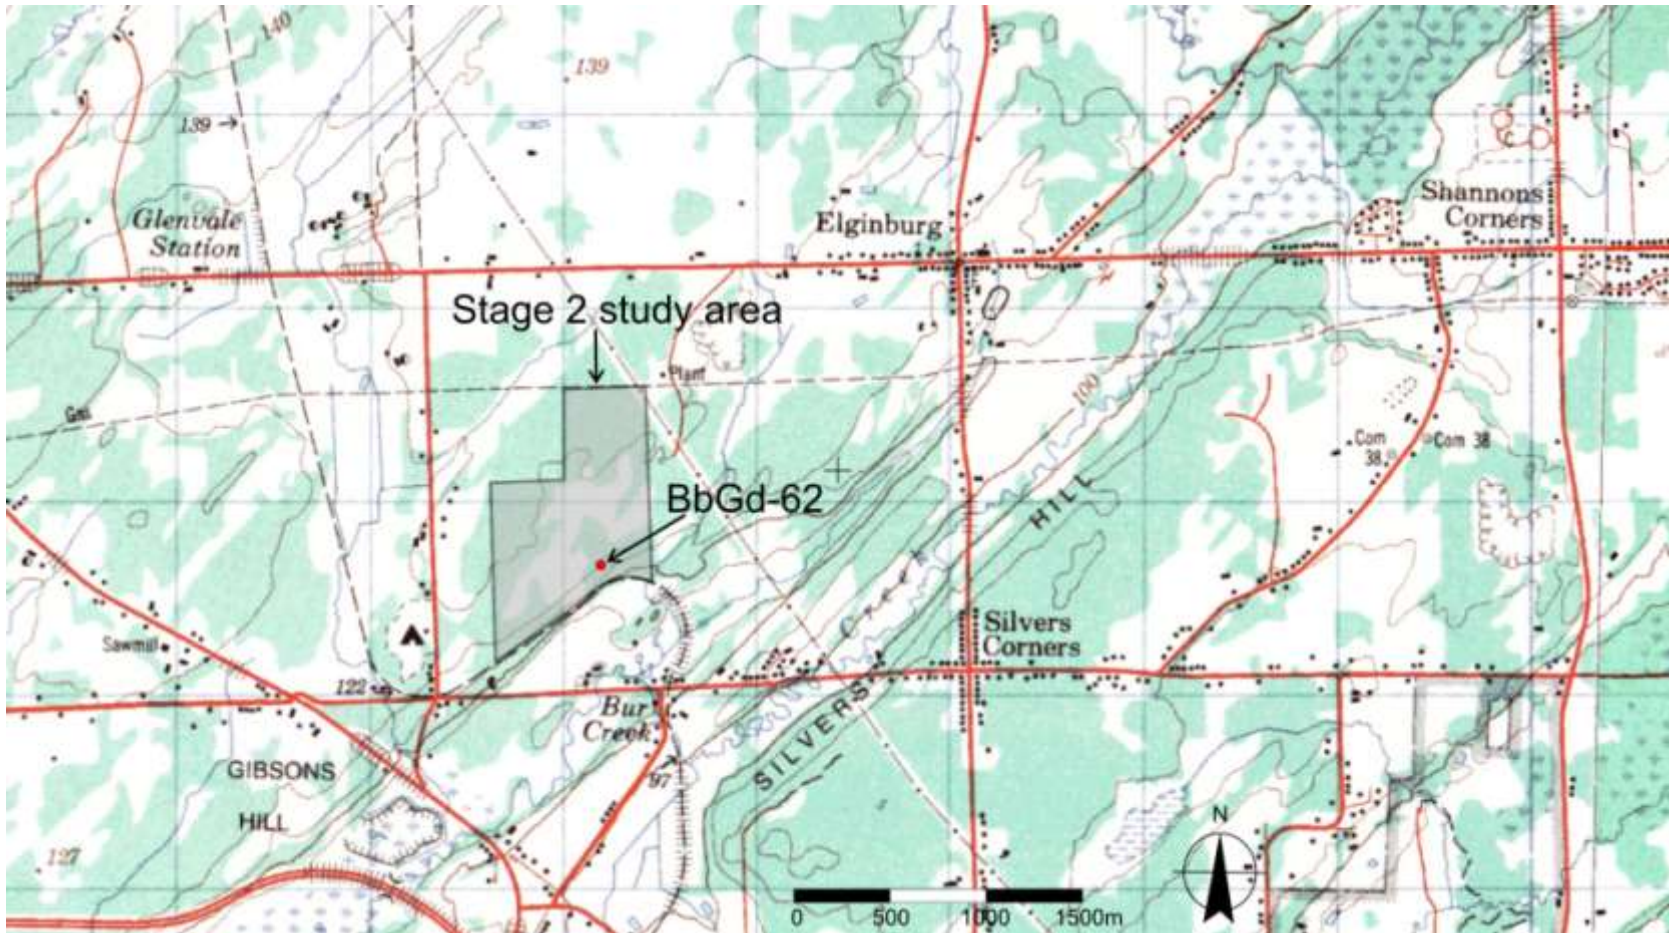 140
139
139
Glenvale
Station
Elginburg
Shannons
Corners
C
Stage 2 study area
Plant
100
Com
38
Com 38
BbGd-62
HILL
Creek
Silvers
Corners
Sawmill
122
Bur
Creek
SILVERS
97
GIBSONS
HILL
127
N
0 500 1000 1500m